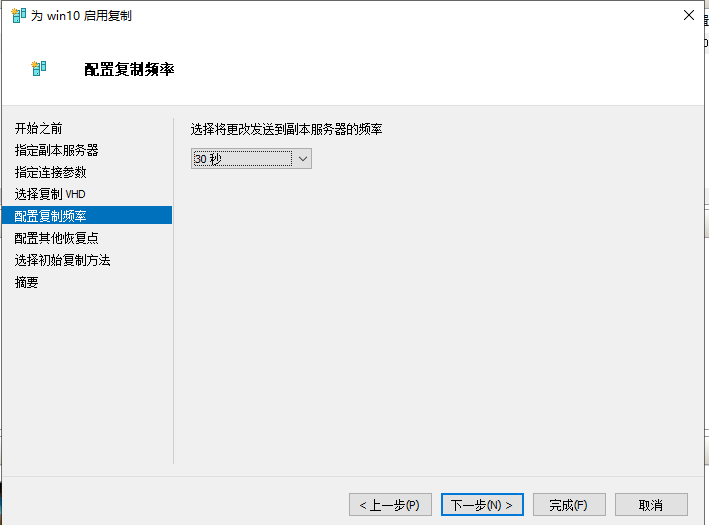 为 win10 启用复制
配置复制频率
开始之前
指定副本服务器
指定连接参数
选择复制 VHD
配置复制频率
配置其他恢复点
选择初始复制方法
摘要
选择将更改发送到副本服务器的频率
30 秒
< 上一步(P)
下一步(N) >
完成(F)
取消